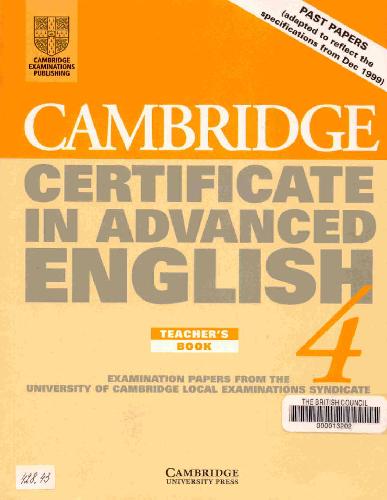 CAMBRIDGE
EXAMINATIONS
PUBLISHING
PAST PAPERS
(adapted to reflect the
specifications from Dec 1999)
CAMBRIDGE
CERTIFICATE
IN ADVANCED
ENGLISH
4
TEACHER'S
BOOK
EXAMINATION PAPERS FROM THE
UNIVERSITY OF CAMBRIDGE LOCAL EXAMINATIONS SYNDICATE
THE BRITISH COUNCIL
000013202
428.43
CAMBRIDGE
UNIVERSITY PRESS